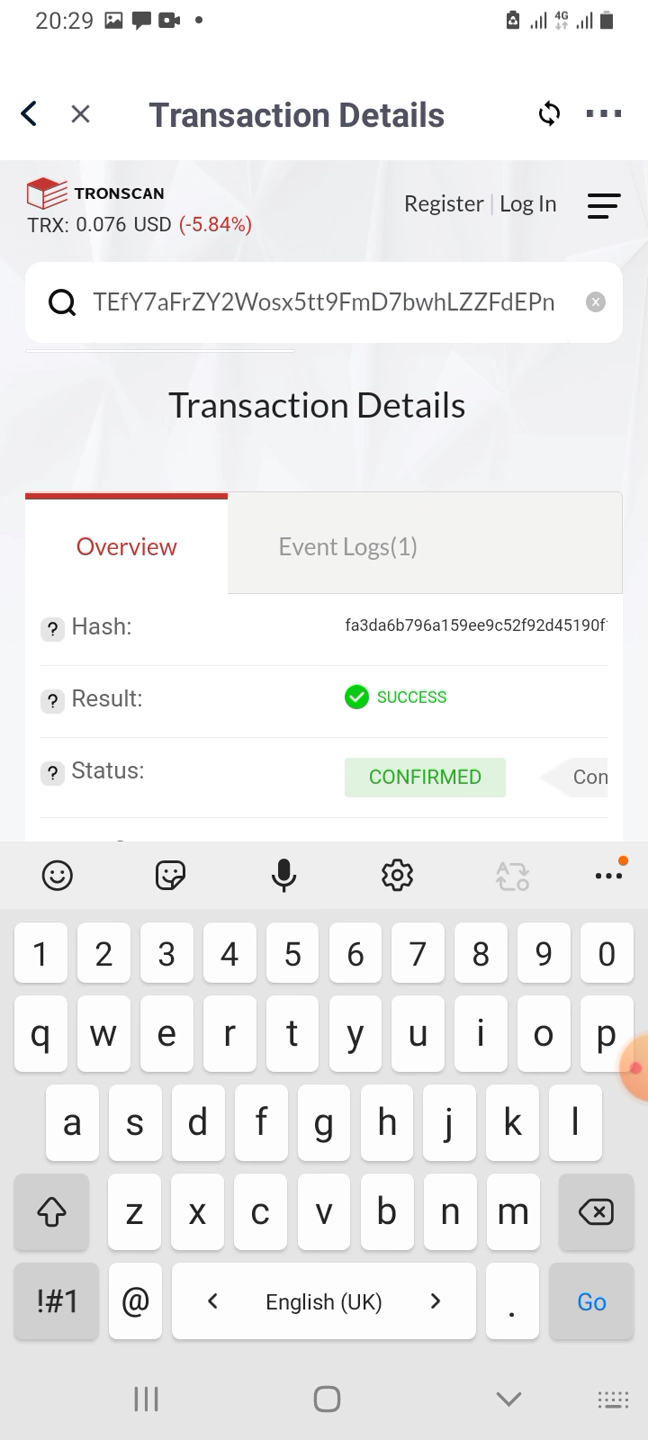 20:29 4G
Transaction Details
TRONSCAN
TRX: 0.076 USD (-5.84%)
Register | Log In
TEfY7aFrZY2Wosx5tt9FmD7bwhLZZFdEPn
Transaction Details
Overview Event Logs(1)
? Hash: fa3da6b796a159ee9c52f92d45190f
? Result: SUCCESS
? Status: CONFIRMED Con
1 2 3 4 5 6 7 8 9 0
q w e r t y u i o p
a s d f g h j k l
z x c v b n m
!#1 @ < English (UK) > . Go